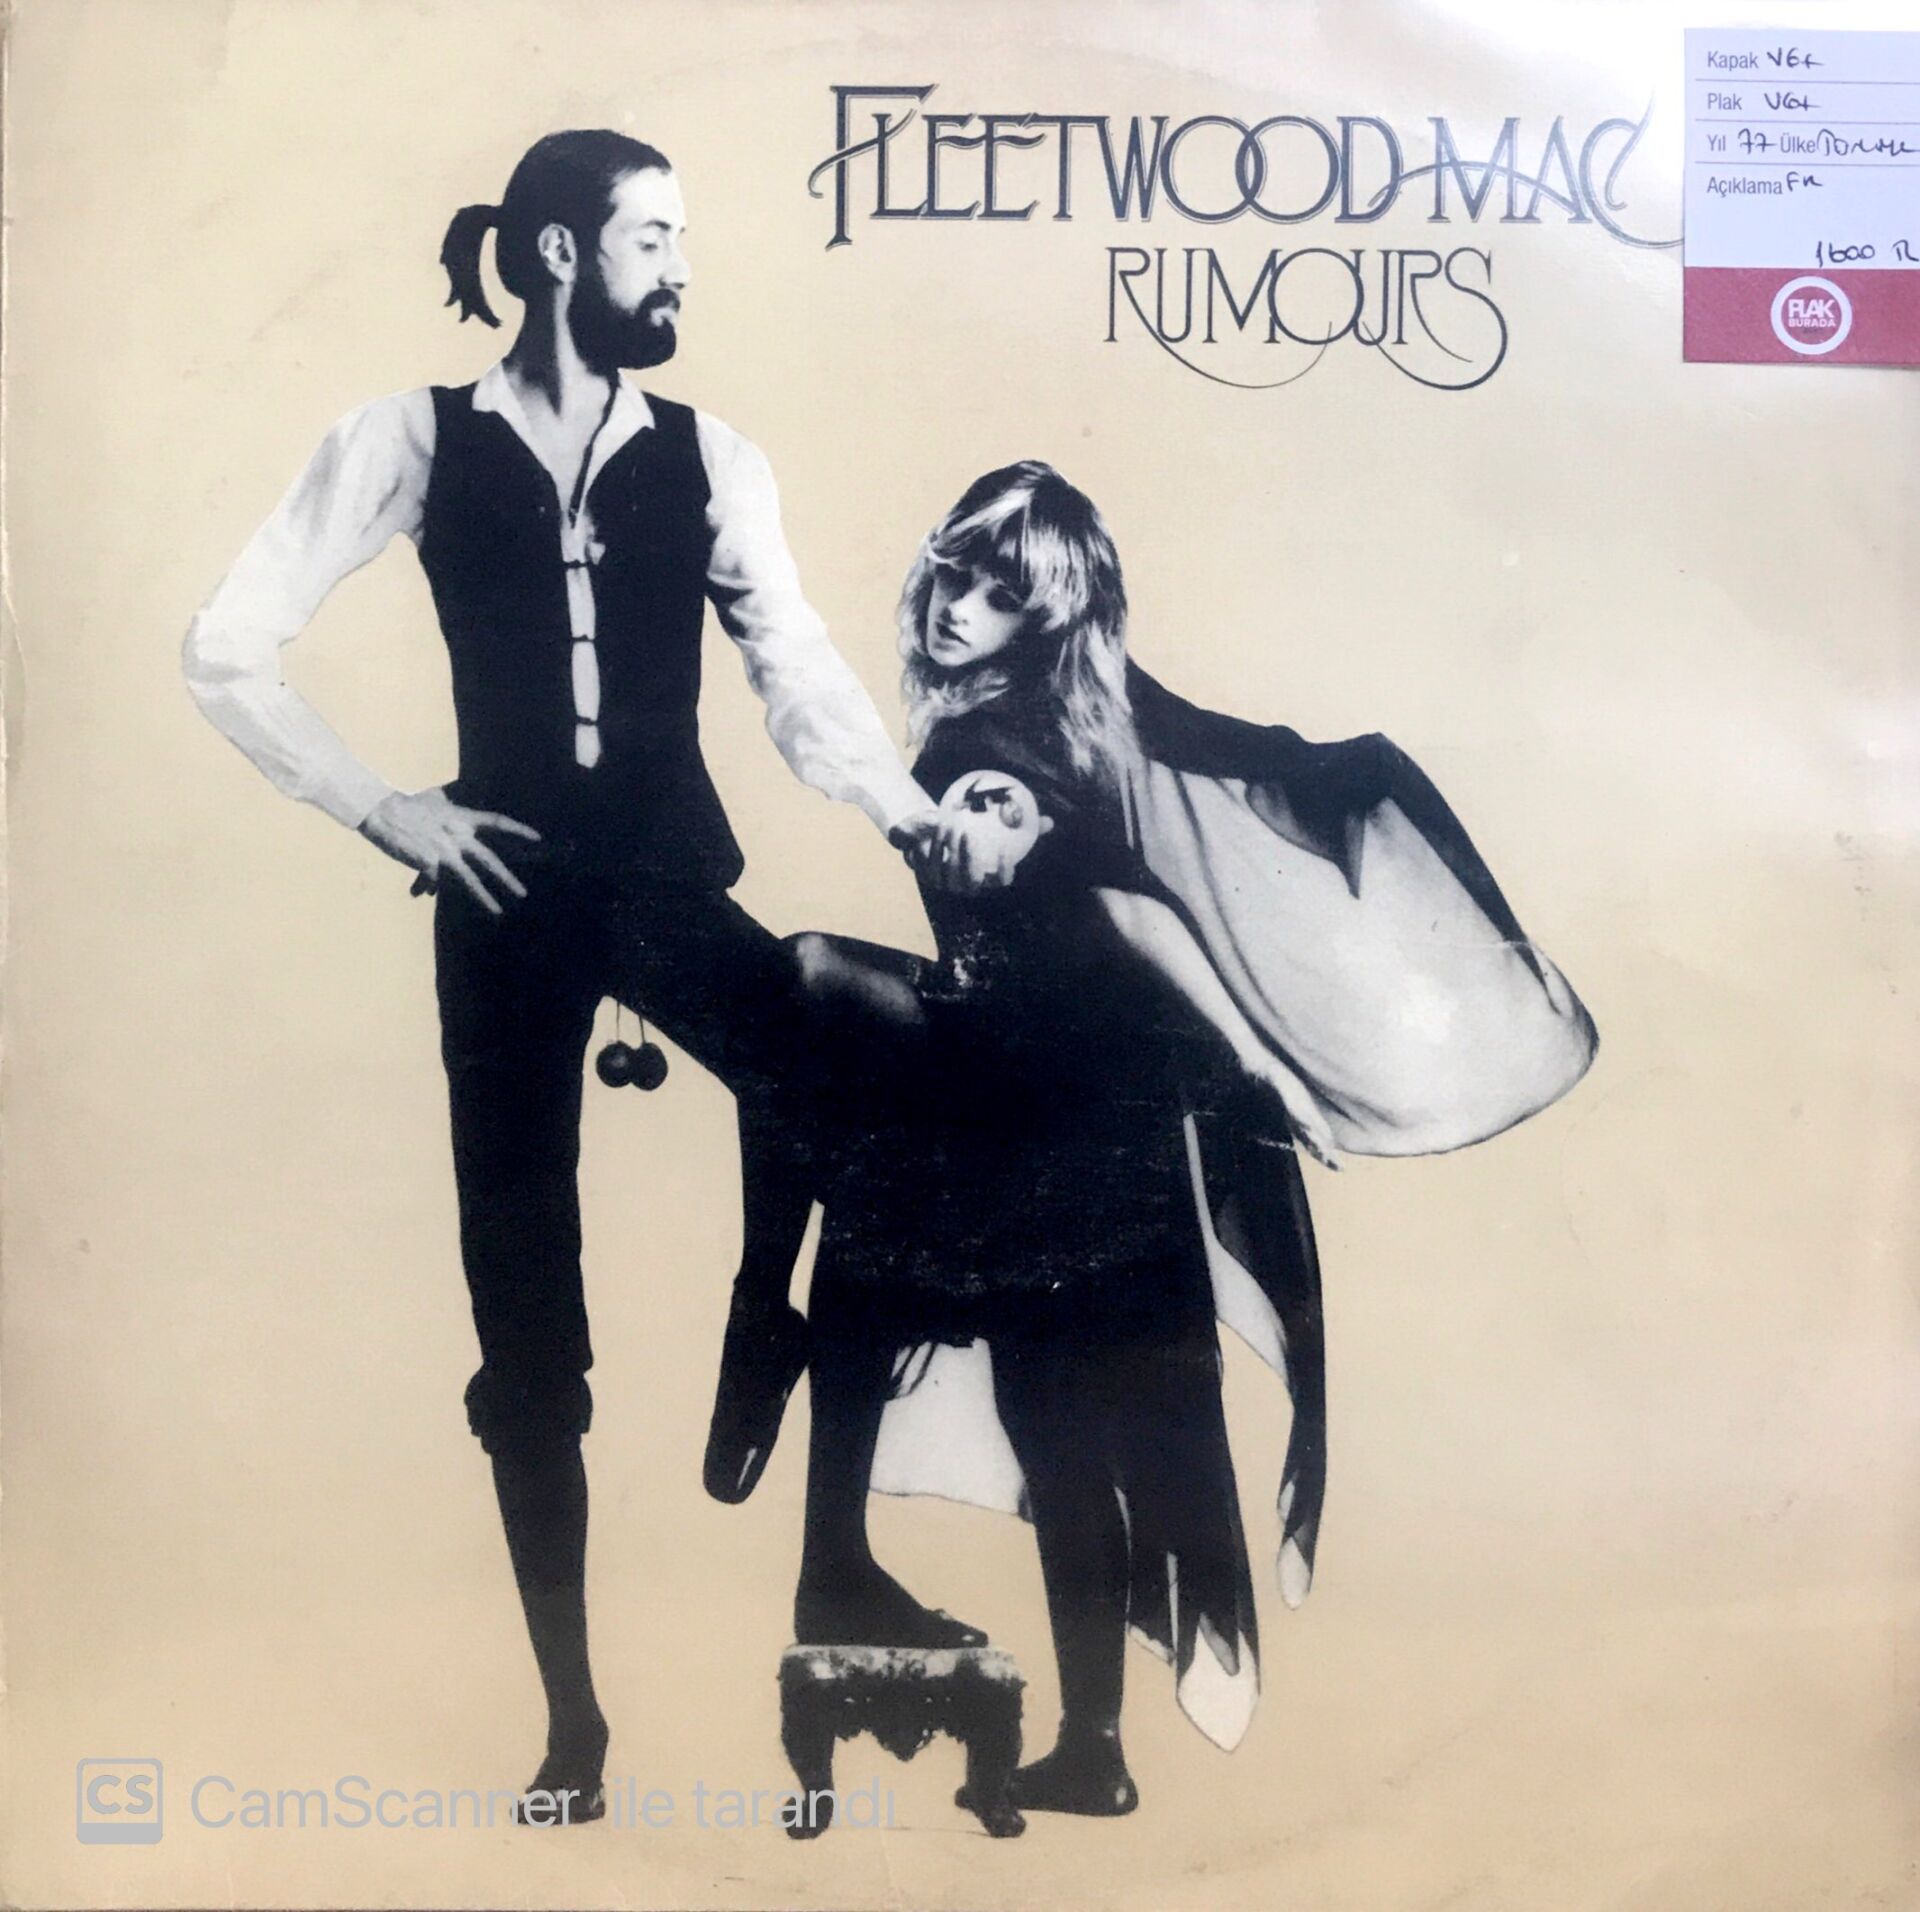 FLEETWOOD MAC
RUMOURS
Kapak VG+
Plak VG+
Yıl 77 Ülke
Açıklama
1600 TL
PLAK
BURADA
CS CamScanner ile tarandı